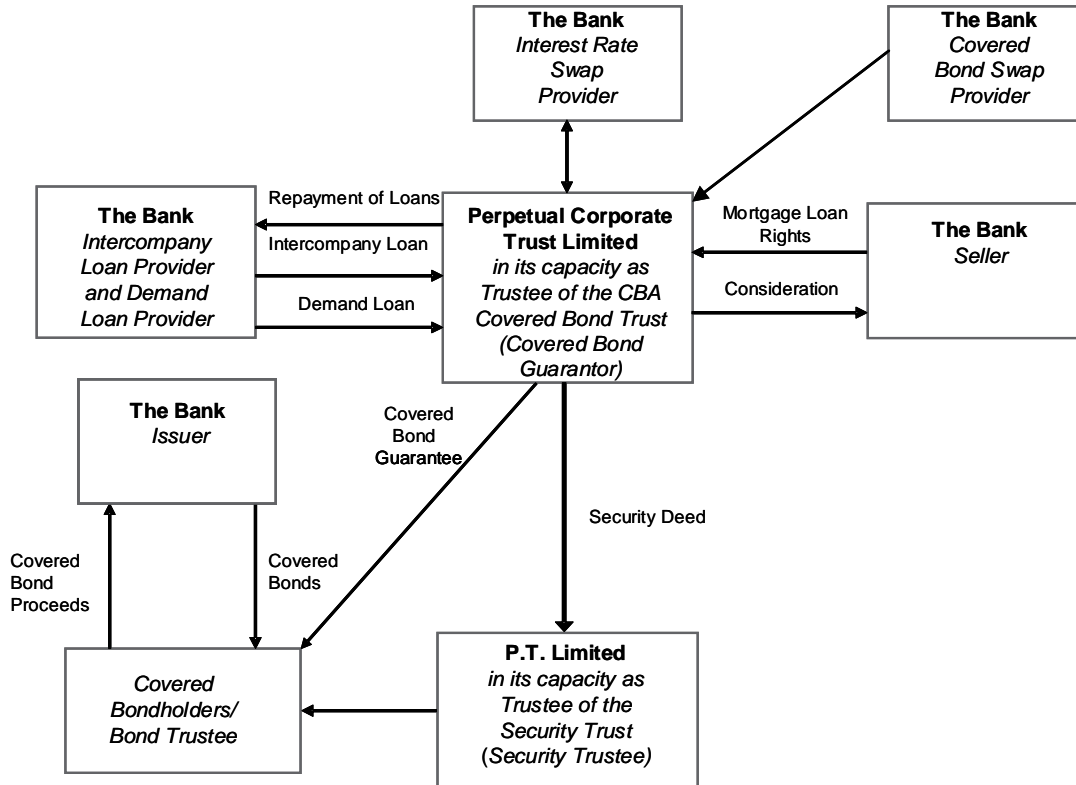 The Bank
Interest Rate
Swap
Provider
The Bank
Covered
Bond Swap
Provider
The Bank
Intercompany
Loan Provider
and Demand
Loan Provider
Repayment of Loans
Intercompany Loan
Demand Loan
Perpetual Corporate
Trust Limited
in its capacity as
Trustee of the CBA
Covered Bond Trust
(Covered Bond
Guarantor)
Mortgage Loan
Rights
Consideration
The Bank
Seller
The Bank
Issuer
Covered
Bond
Guarantee
Security Deed
Covered
Bond
Proceeds
Covered
Bonds
Covered
Bondholders/
Bond Trustee
P.T. Limited
in its capacity as
Trustee of the
Security Trust
(Security Trustee)